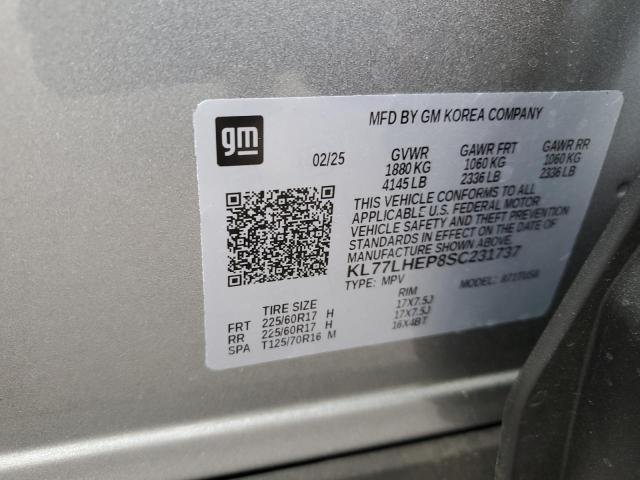 MFD BY GM KOREA COMPANY
gm
02/25 GVWR GAWR FRT GAWR RR
1880 KG 1060 KG 1060 KG
4145 LB 2336 LB 2336 LB
THIS VEHICLE CONFORMS TO ALL
APPLICABLE U.S. FEDERAL MOTOR
VEHICLE SAFETY AND THEFT PREVENTION
STANDARDS IN EFFECT ON THE DATE OF
MANUFACTURE SHOWN ABOVE.
KL77LHEP8SC231737
TYPE: MPV MODEL:
TIRE SIZE RIM
FRT 225/60R17 H 17X7.5J
RR 225/60R17 H 17X7.5J
SPA T125/70R16 M 16X4BT